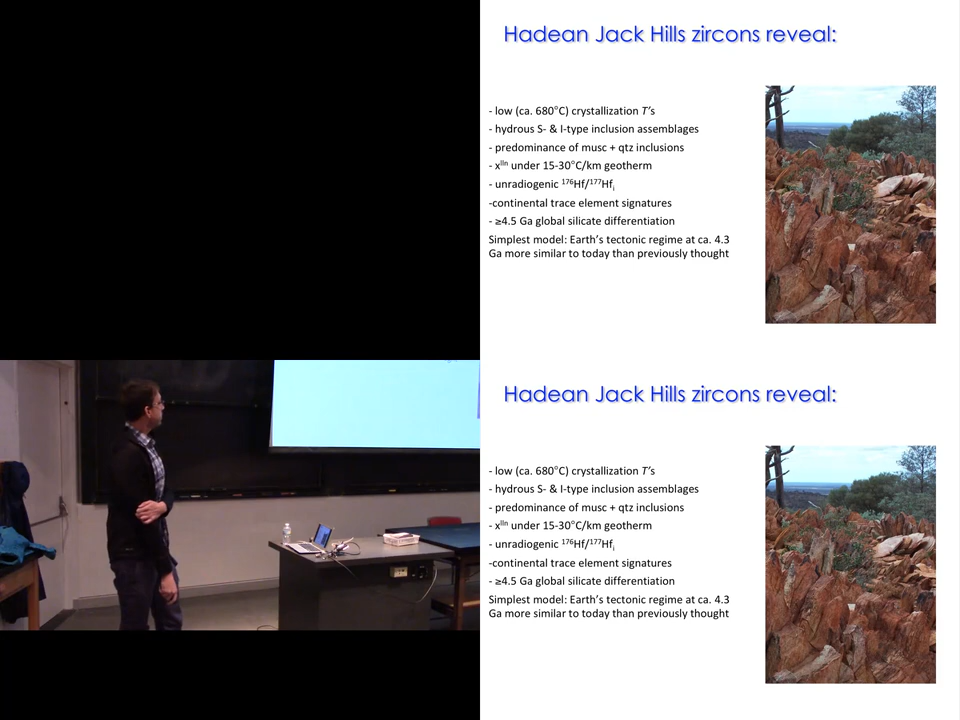 Hadean Jack Hills zircons reveal:
- low (ca. 680°C) crystallization T's
- hydrous S- & I-type inclusion assemblages
- predominance of musc + qtz inclusions
- xˡˡⁿ under 15-30°C/km geotherm
- unradiogenic ¹⁷⁶Hf/¹⁷⁷Hfᵢ
-continental trace element signatures
- ≥4.5 Ga global silicate differentiation
Simplest model: Earth's tectonic regime at ca. 4.3
Ga more similar to today than previously thought
Hadean Jack Hills zircons reveal:
- low (ca. 680°C) crystallization T's
- hydrous S- & I-type inclusion assemblages
- predominance of musc + qtz inclusions
- xˡˡⁿ under 15-30°C/km geotherm
- unradiogenic ¹⁷⁶Hf/¹⁷⁷Hfᵢ
-continental trace element signatures
- ≥4.5 Ga global silicate differentiation
Simplest model: Earth's tectonic regime at ca. 4.3
Ga more similar to today than previously thought